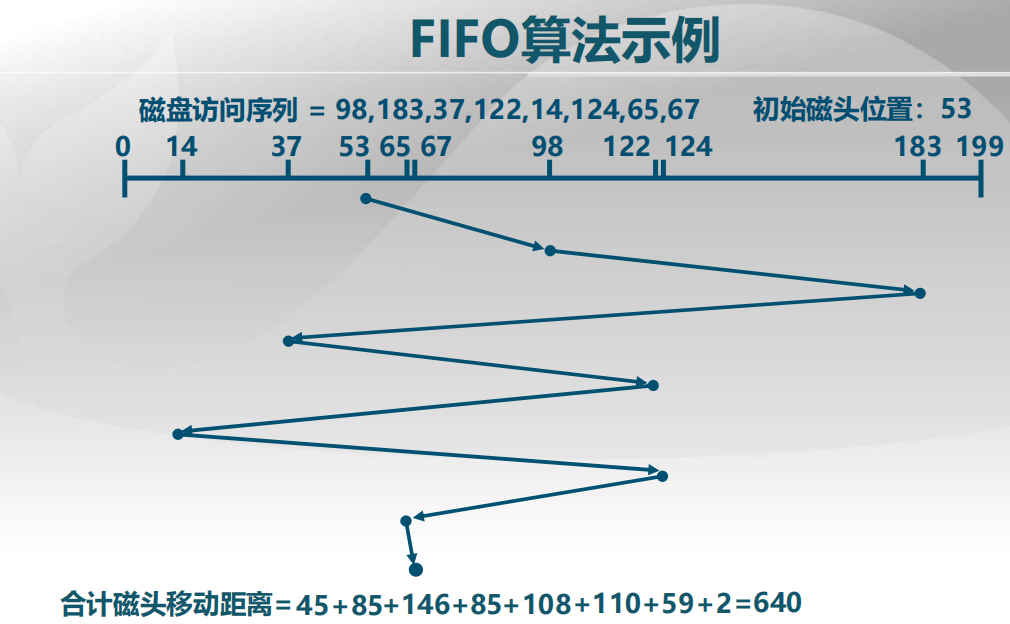 FIFO算法示例
磁盘访问序列 = 98,183,37,122,14,124,65,67 初始磁头位置：53
0 14 37 53 65 67 98 122 124 183 199
合计磁头移动距离=45+85+146+85+108+110+59+2=640